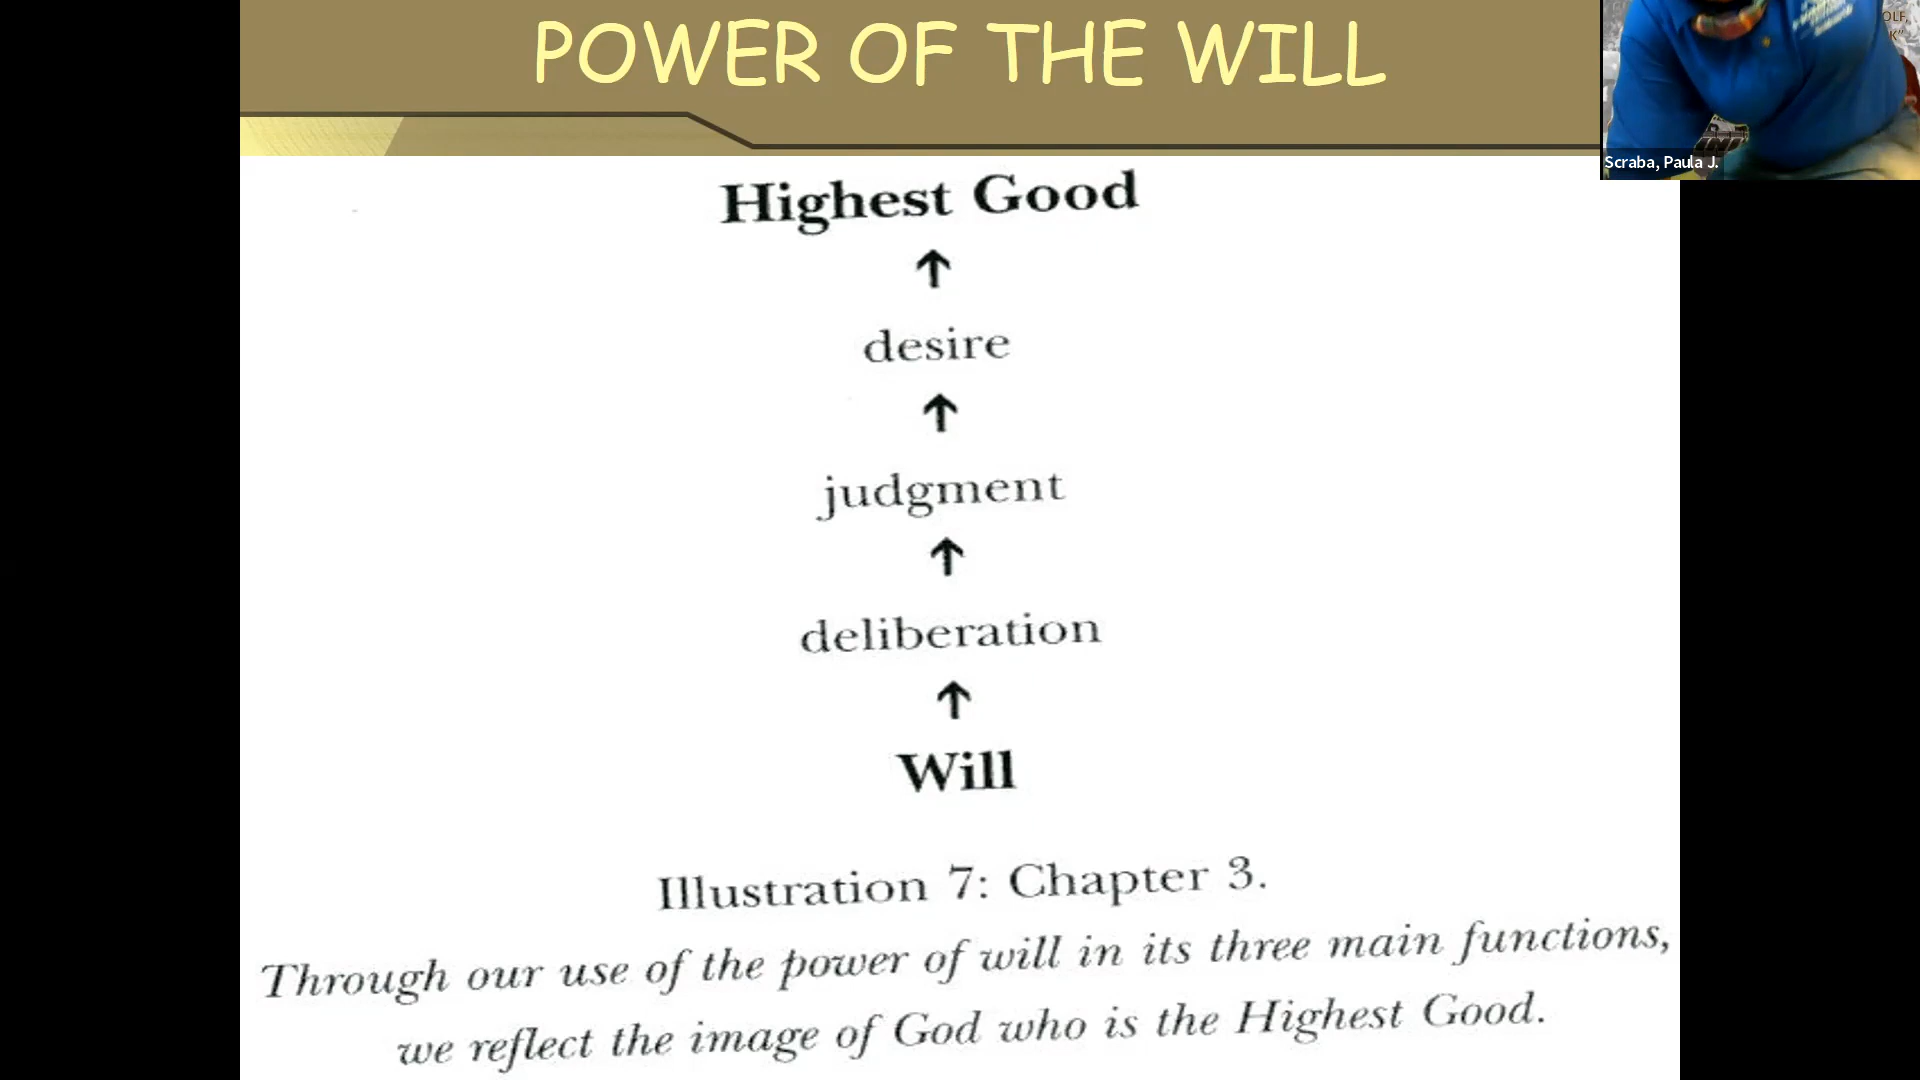 POWER OF THE WILL
OLF,
K"
Scraba, Paula J.
Highest Good
desire
judgment
deliberation
Will
Illustration 7: Chapter 3.
Through our use of the power of will in its three main functions,
we reflect the image of God who is the Highest Good.